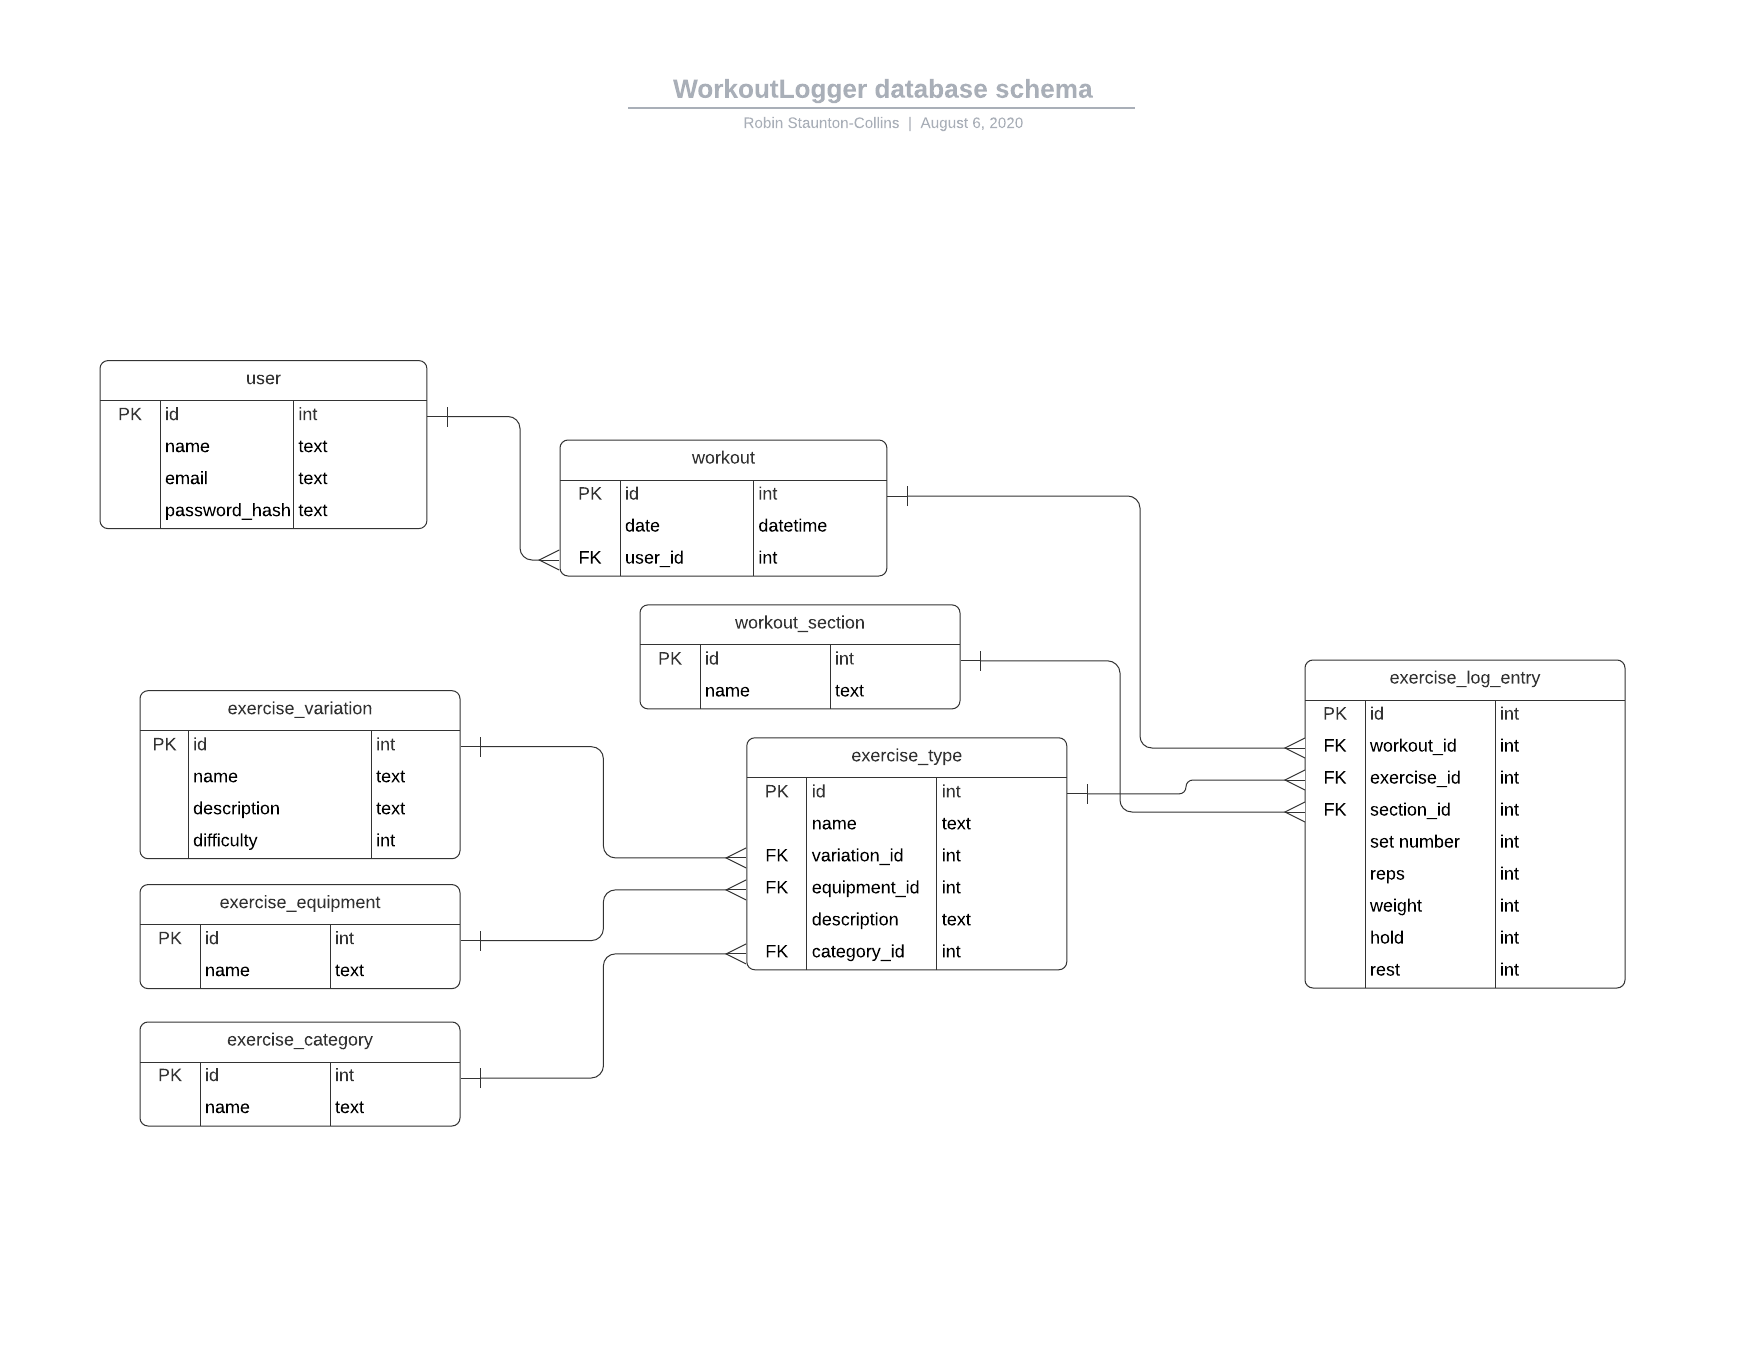 WorkoutLogger database schema
Robin Staunton-Collins | August 6, 2020
user
PK id int
name text
email text
password_hash text
workout
PK id int
date datetime
FK user_id int
workout_section
PK id int
name text
exercise_variation
PK id int
name text
description text
difficulty int
exercise_equipment
PK id int
name text
exercise_category
PK id int
name text
exercise_type
PK id int
name text
FK variation_id int
FK equipment_id int
description text
FK category_id int
exercise_log_entry
PK id int
FK workout_id int
FK exercise_id int
FK section_id int
set number int
reps int
weight int
hold int
rest int